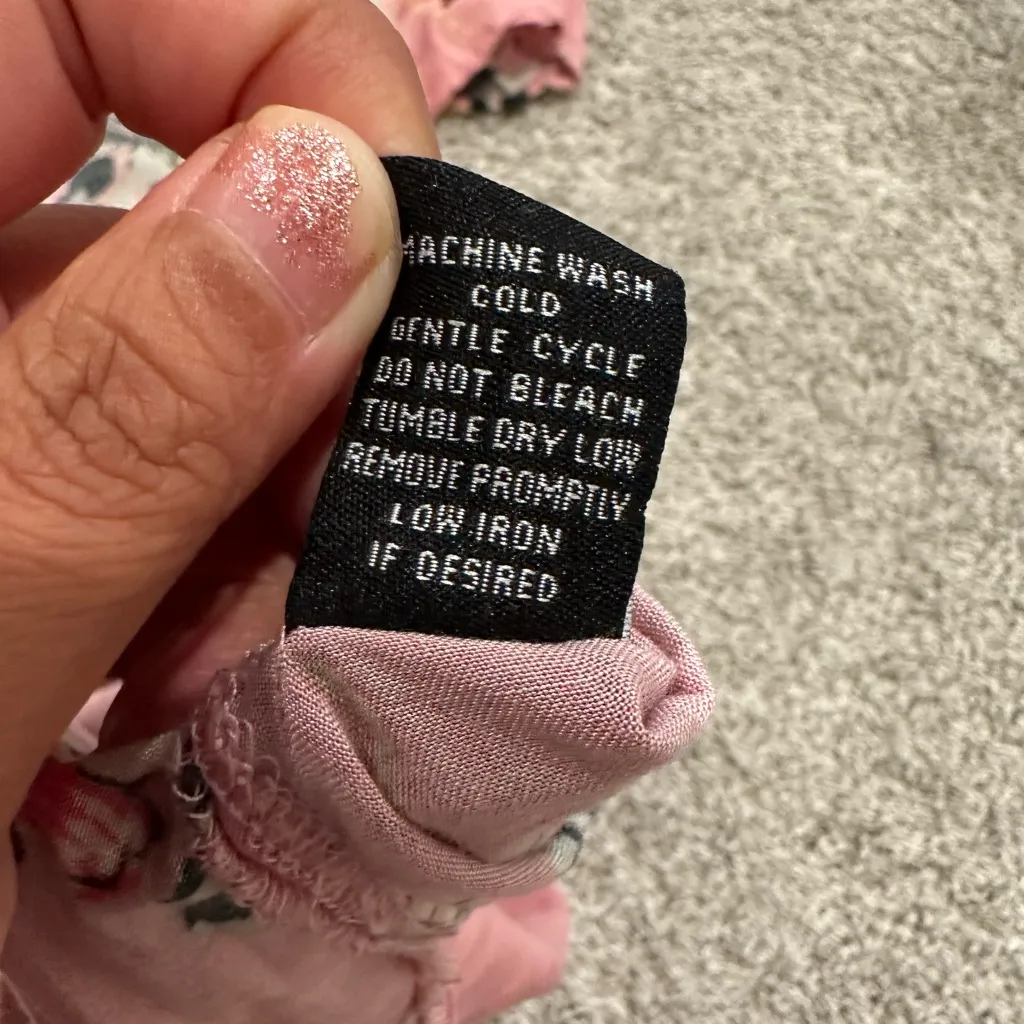 MACHINE WASH
COLD
GENTLE CYCLE
DO NOT BLEACH
TUMBLE DRY LOW
REMOVE PROMPTLY
LOW IRON
IF DESIRED